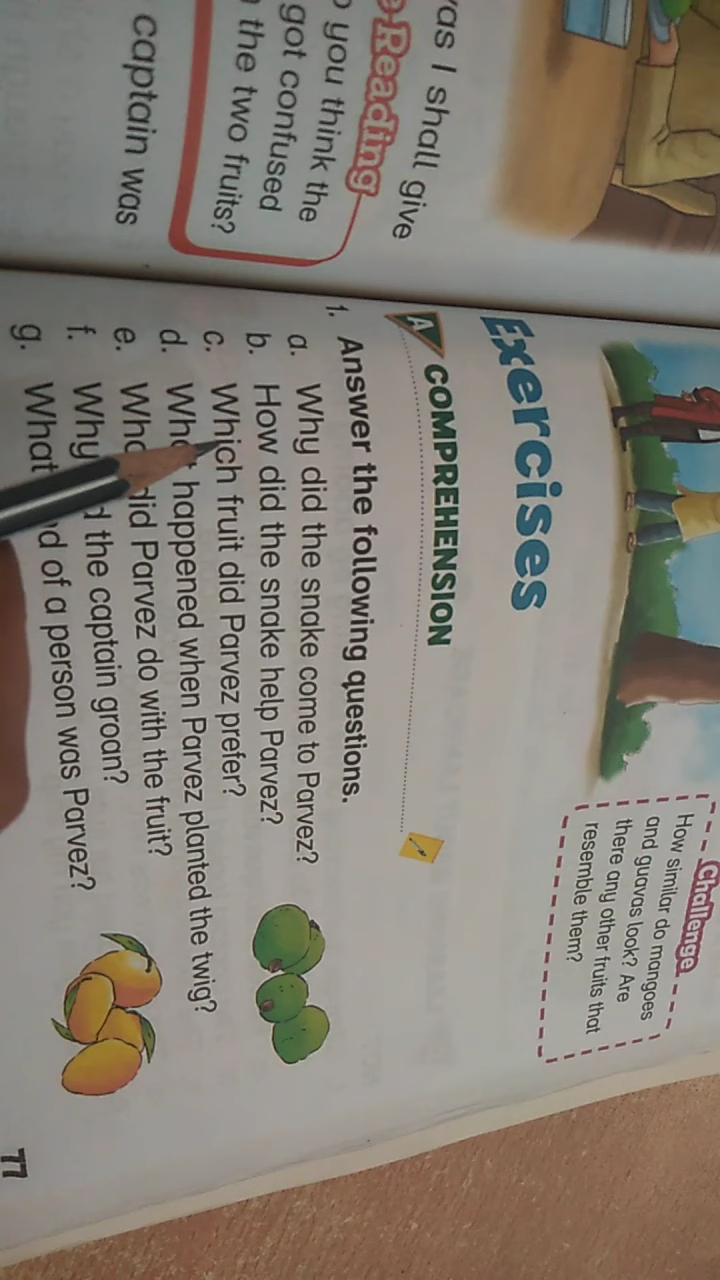 as I shall give
Reading
you think the
got confused
the two fruits?
captain was
Challenge
How similar do mangoes
and guavas look? Are
there any other fruits that
resemble them?
Exercises
A COMPREHENSION
1. Answer the following questions.
a. Why did the snake come to Parvez?
b. How did the snake help Parvez?
c. Which fruit did Parvez prefer?
d. What happened when Parvez planted the twig?
e. did Parvez do with the fruit?
f. Why the captain groan?
g. What of a person was Parvez?
77